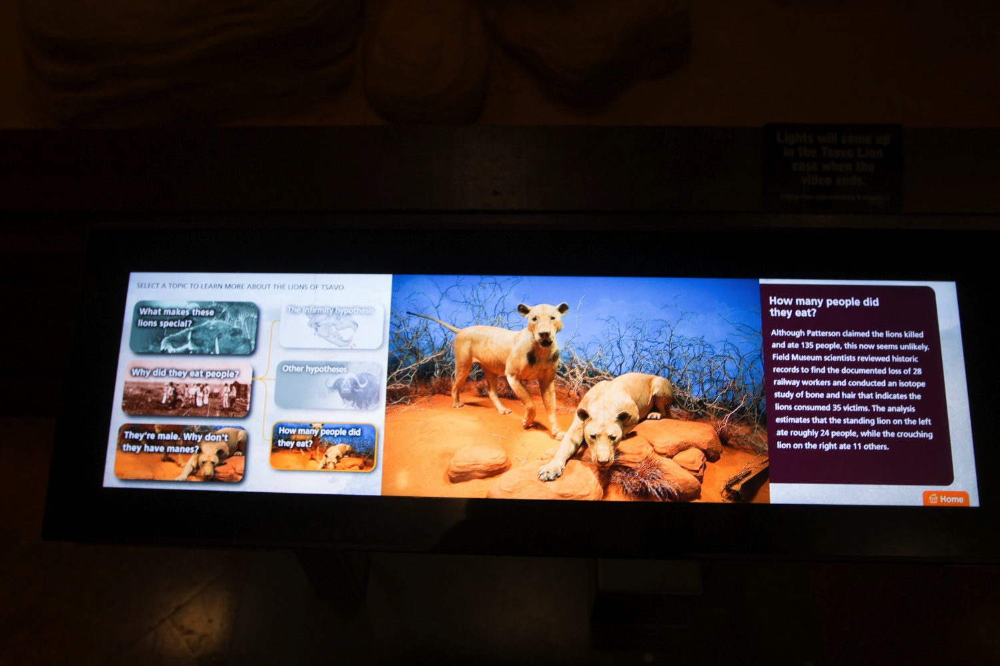 Lights will come up
in the Tsavo Lion
case when the
video ends.
SELECT A TOPIC TO LEARN MORE ABOUT THE LIONS OF TSAVO.
What makes these
lions special?
Why did they eat people?
They're male. Why don't
they have manes?
The infirmity hypothesis
Other hypotheses
How many people did
they eat?
How many people did
they eat?
Although Patterson claimed the lions killed
and ate 135 people, this now seems unlikely.
Field Museum scientists reviewed historic
records to find the documented loss of 28
railway workers and conducted an isotope
study of bone and hair that indicates the
lions consumed 35 victims. The analysis
estimates that the standing lion on the left
ate roughly 24 people, while the crouching
lion on the right ate 11 others.
Home